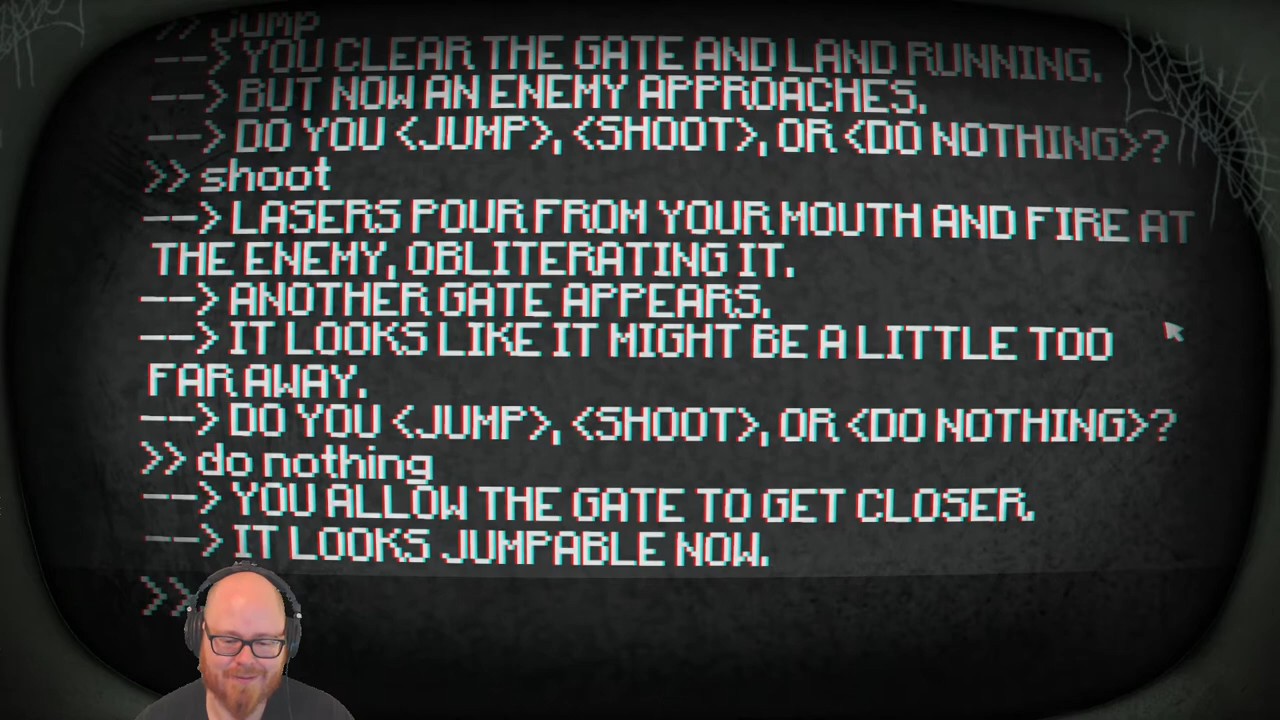 >> JUMP
--> YOU CLEAR THE GATE AND LAND RUNNING.
--> BUT NOW AN ENEMY APPROACHES.
--> DO YOU <JUMP>, <SHOOT>, OR <DO NOTHING>?
>> shoot
--> LASERS POUR FROM YOUR MOUTH AND FIRE AT
THE ENEMY, OBLITERATING IT.
--> ANOTHER GATE APPEARS.
--> IT LOOKS LIKE IT MIGHT BE A LITTLE TOO
FAR AWAY.
--> DO YOU <JUMP>, <SHOOT>, OR <DO NOTHING>?
>> do nothing
--> YOU ALLOW THE GATE TO GET CLOSER.
--> IT LOOKS JUMPABLE NOW.
>>